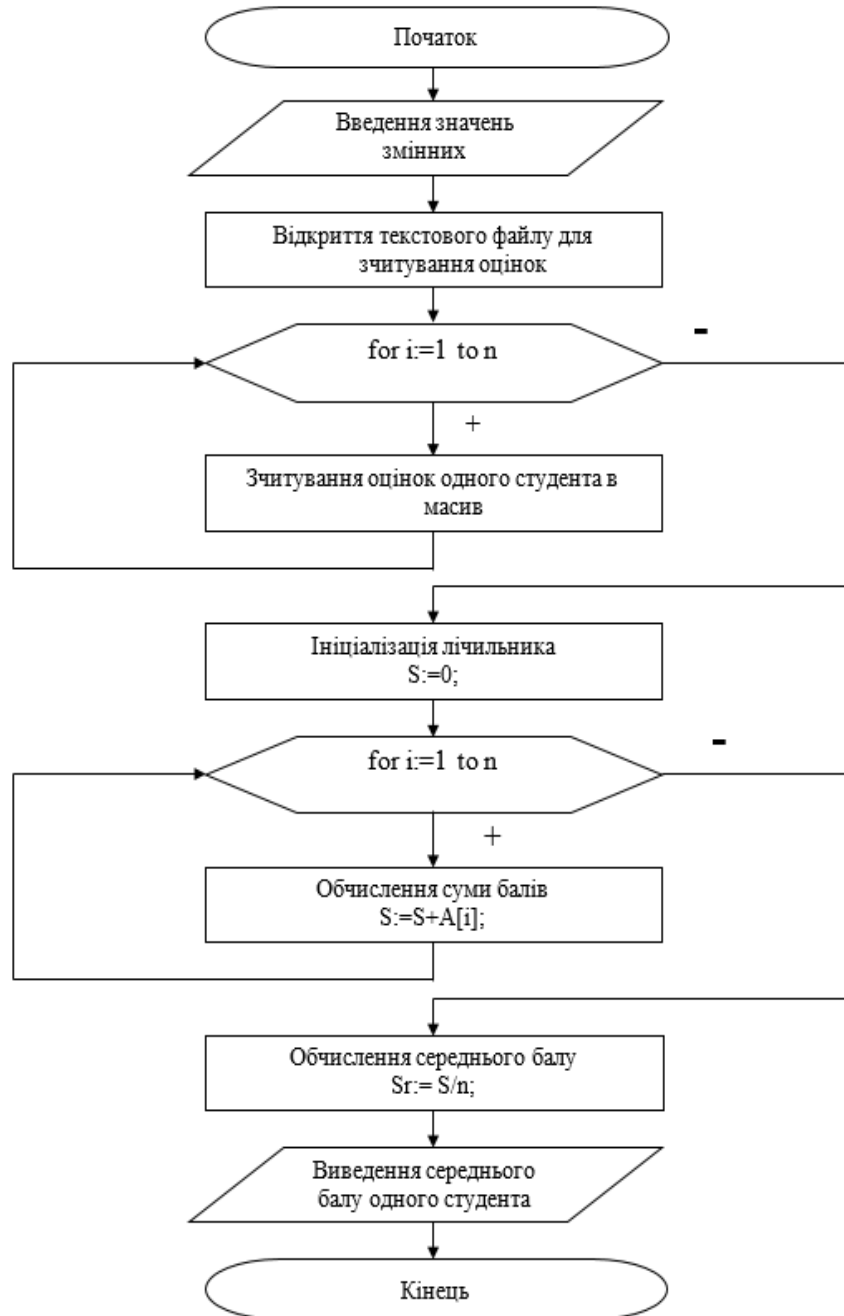 Початок
Введення значень
змінних
Відкриття текстового файлу для
зчитування оцінок
for i:=1 to n
-
+
Зчитування оцінок одного студента в
масив
Ініціалізація лічильника
S:=0;
for i:=1 to n
-
+
Обчислення суми балів
S:=S+A[i];
Обчислення середнього балу
Sr:= S/n;
Виведення середнього
балу одного студента
Кінець